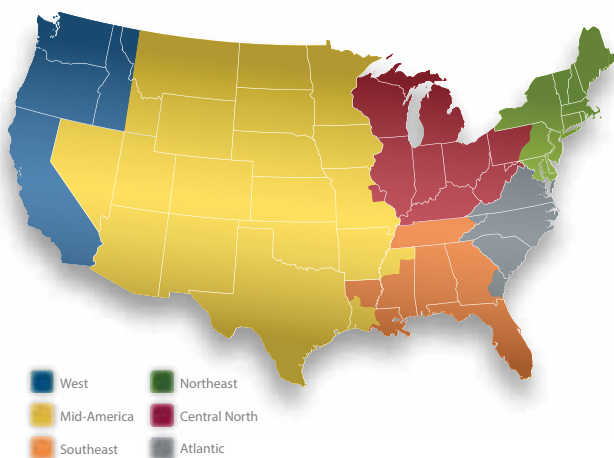 West
Mid-America
Southeast
Northeast
Central North
Atlantic